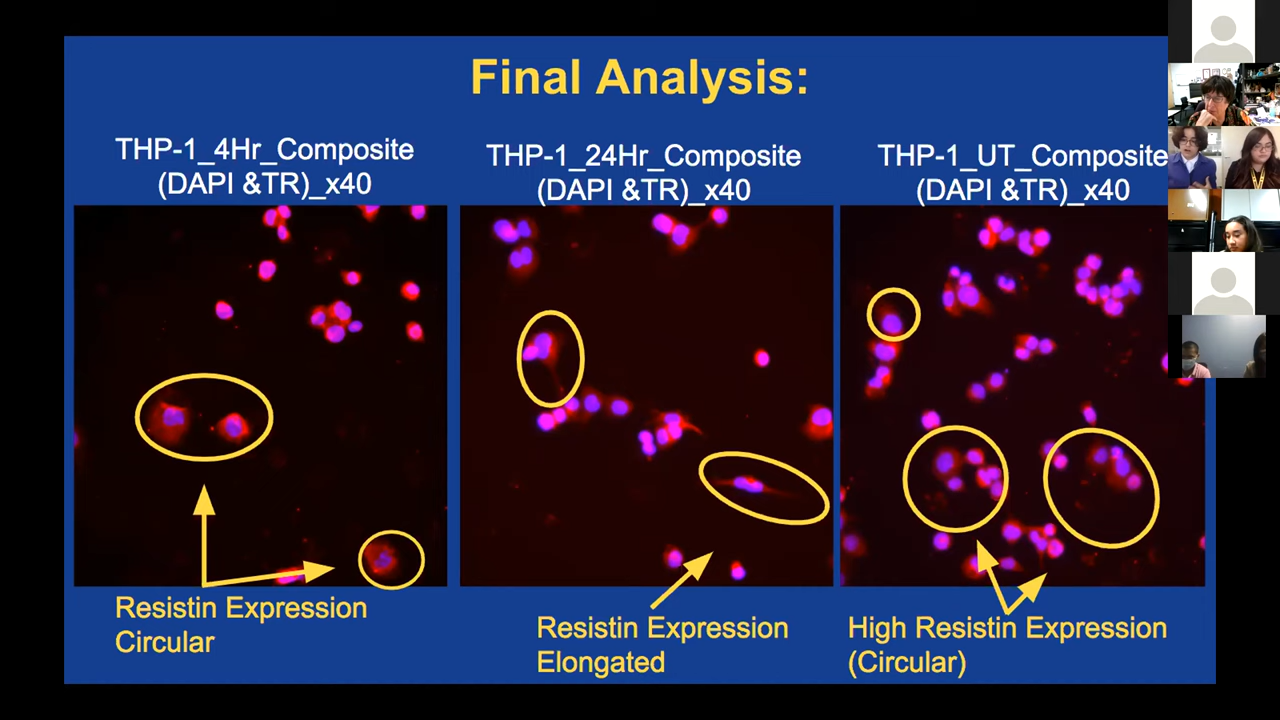 Final Analysis:
THP-1_4Hr_Composite
(DAPI &TR)_x40
THP-1_24Hr_Composite
(DAPI &TR)_x40
THP-1_UT_Composite
(DAPI &TR)_x40
Resistin Expression
Circular
Resistin Expression
Elongated
High Resistin Expression
(Circular)